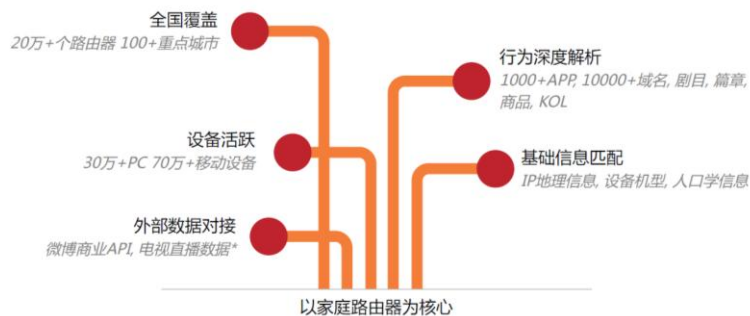 全国覆盖
20万+个路由器 100+重点城市
行为深度解析
1000+APP, 10000+域名, 剧目, 篇章,
商品, KOL
设备活跃
30万+PC 70万+移动设备
基础信息匹配
IP地理信息, 设备机型, 人口学信息
外部数据对接
微博商业API, 电视直播数据*
以家庭路由器为核心